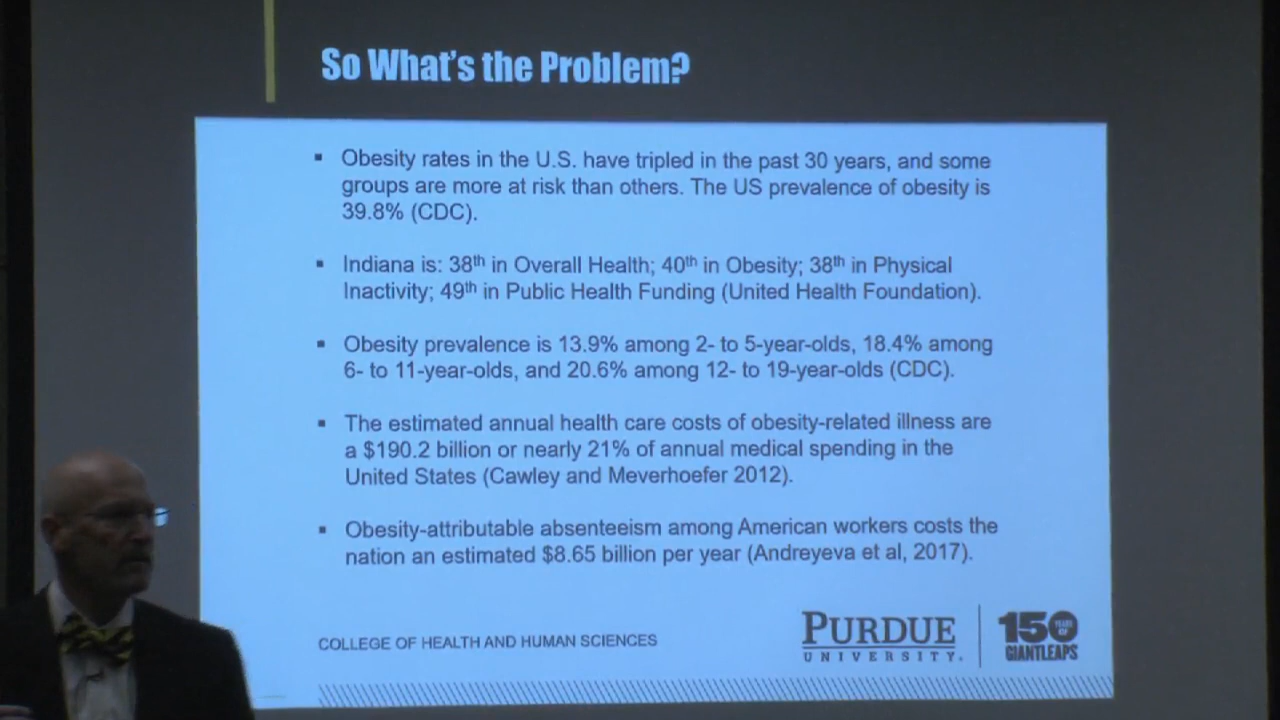 So What's the Problem?
▪ Obesity rates in the U.S. have tripled in the past 30 years, and some
groups are more at risk than others. The US prevalence of obesity is
39.8% (CDC).
▪ Indiana is: 38th in Overall Health; 40th in Obesity; 38th in Physical
Inactivity; 49th in Public Health Funding (United Health Foundation).
▪ Obesity prevalence is 13.9% among 2- to 5-year-olds, 18.4% among
6- to 11-year-olds, and 20.6% among 12- to 19-year-olds (CDC).
▪ The estimated annual health care costs of obesity-related illness are
a $190.2 billion or nearly 21% of annual medical spending in the
United States (Cawley and Meverhoefer 2012).
▪ Obesity-attributable absenteeism among American workers costs the
nation an estimated $8.65 billion per year (Andreyeva et al, 2017).
COLLEGE OF HEALTH AND HUMAN SCIENCES
PURDUE
UNIVERSITY.
150 YEARS OF
GIANTLEAPS